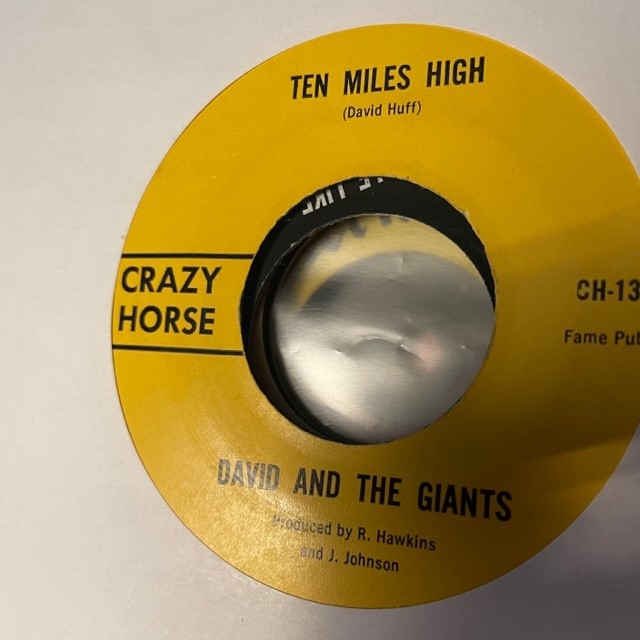 TEN MILES HIGH
(David Huff)
CRAZY
HORSE
CH-13
Fame Pub
DAVID AND THE GIANTS
Produced by R. Hawkins
and J. Johnson